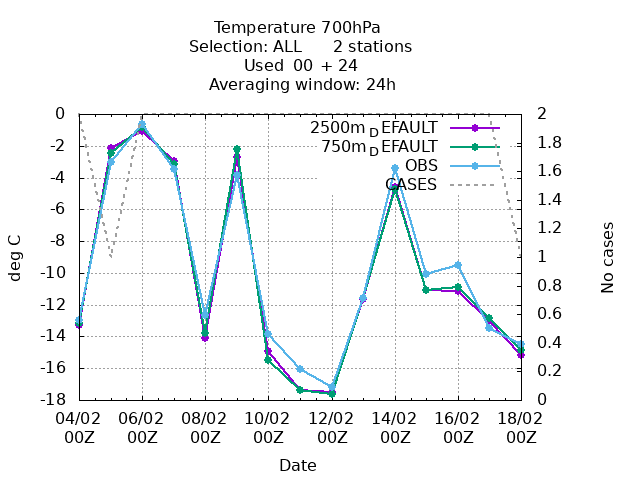 Temperature 700hPa
Selection: ALL      2 stations
Used  00 + 24
Averaging window: 24h
0
-2
-4
-6
-8
-10
-12
-14
-16
-18
deg C
2500m_DEFAULT
750m_DEFAULT
OBS
CASES
2
1.8
1.6
1.4
1.2
1
0.8
0.6
0.4
0.2
0
No cases
04/02 06/02 08/02 10/02 12/02 14/02 16/02 18/02
00Z 00Z 00Z 00Z 00Z 00Z 00Z 00Z
Date